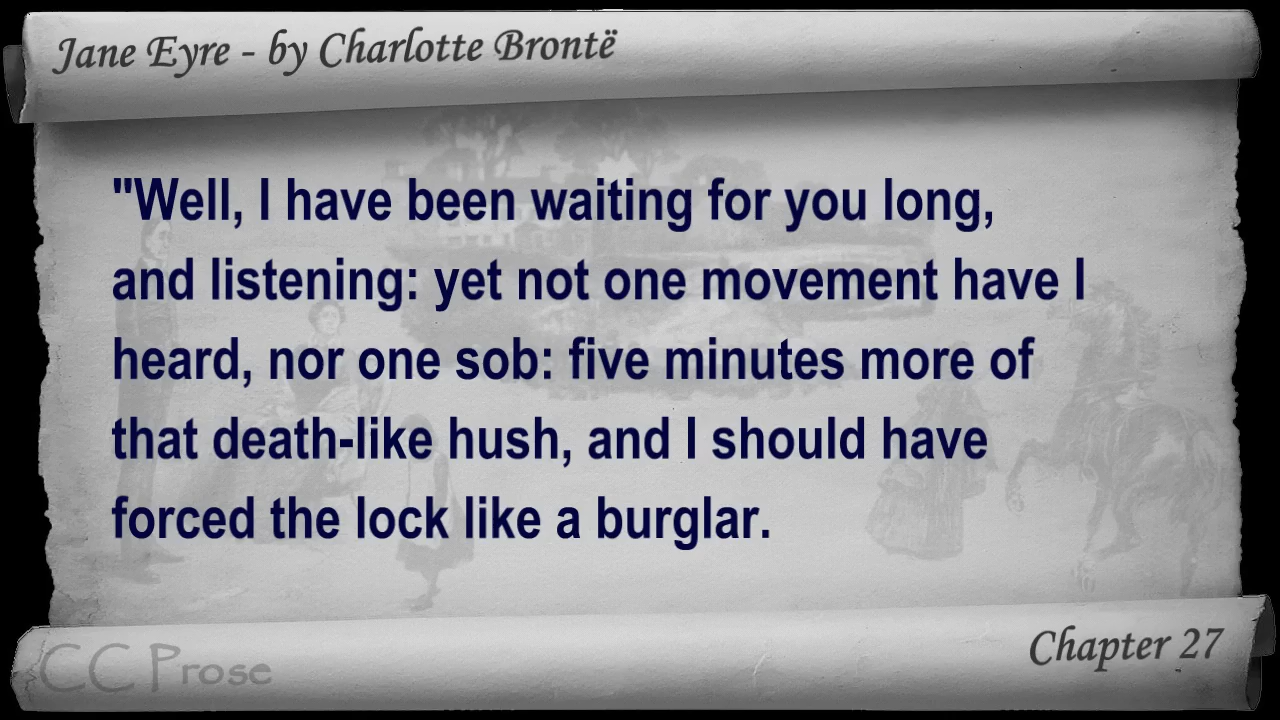 Jane Eyre - by Charlotte Brontë
"Well, I have been waiting for you long,
and listening: yet not one movement have I
heard, nor one sob: five minutes more of
that death-like hush, and I should have
forced the lock like a burglar.
CC Prose
Chapter 27